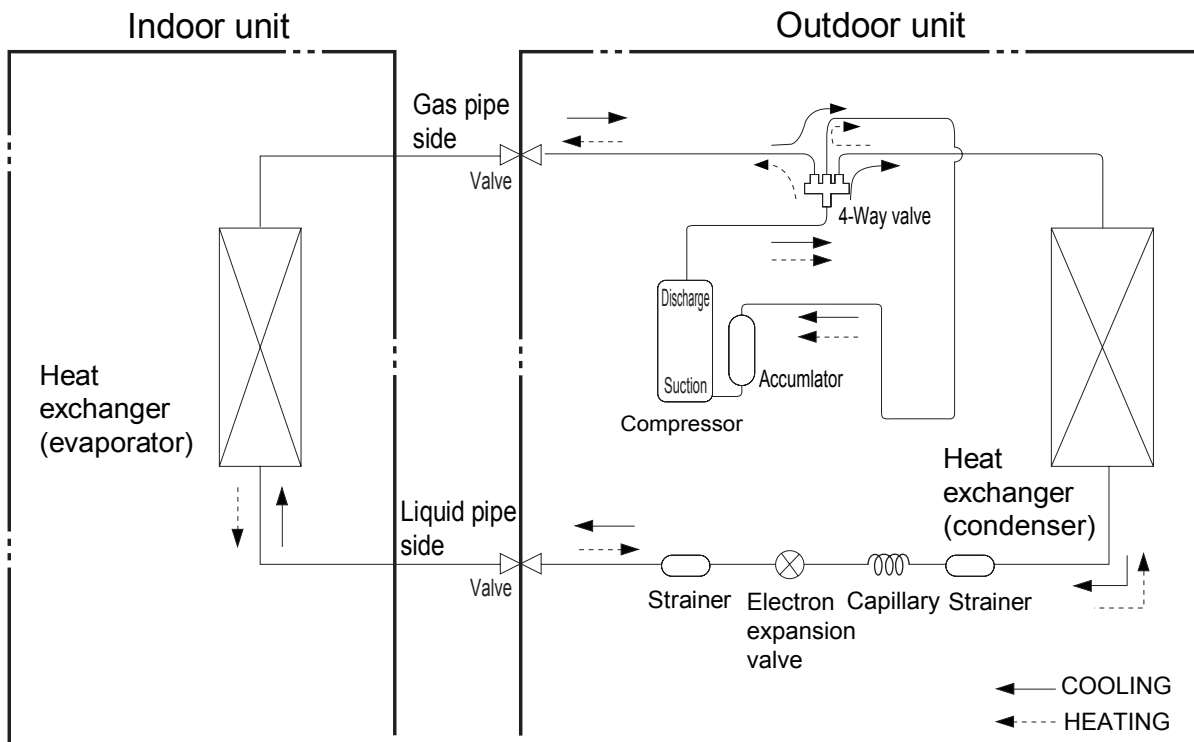 Indoor unit
Outdoor unit
Gas pipe
side
Valve
4-Way valve
Discharge
Suction
Accumlator
Compressor
Heat
exchanger
(evaporator)
Heat
exchanger
(condenser)
Liquid pipe
side
Valve
Strainer
Electron
expansion
valve
Capillary
Strainer
COOLING
HEATING